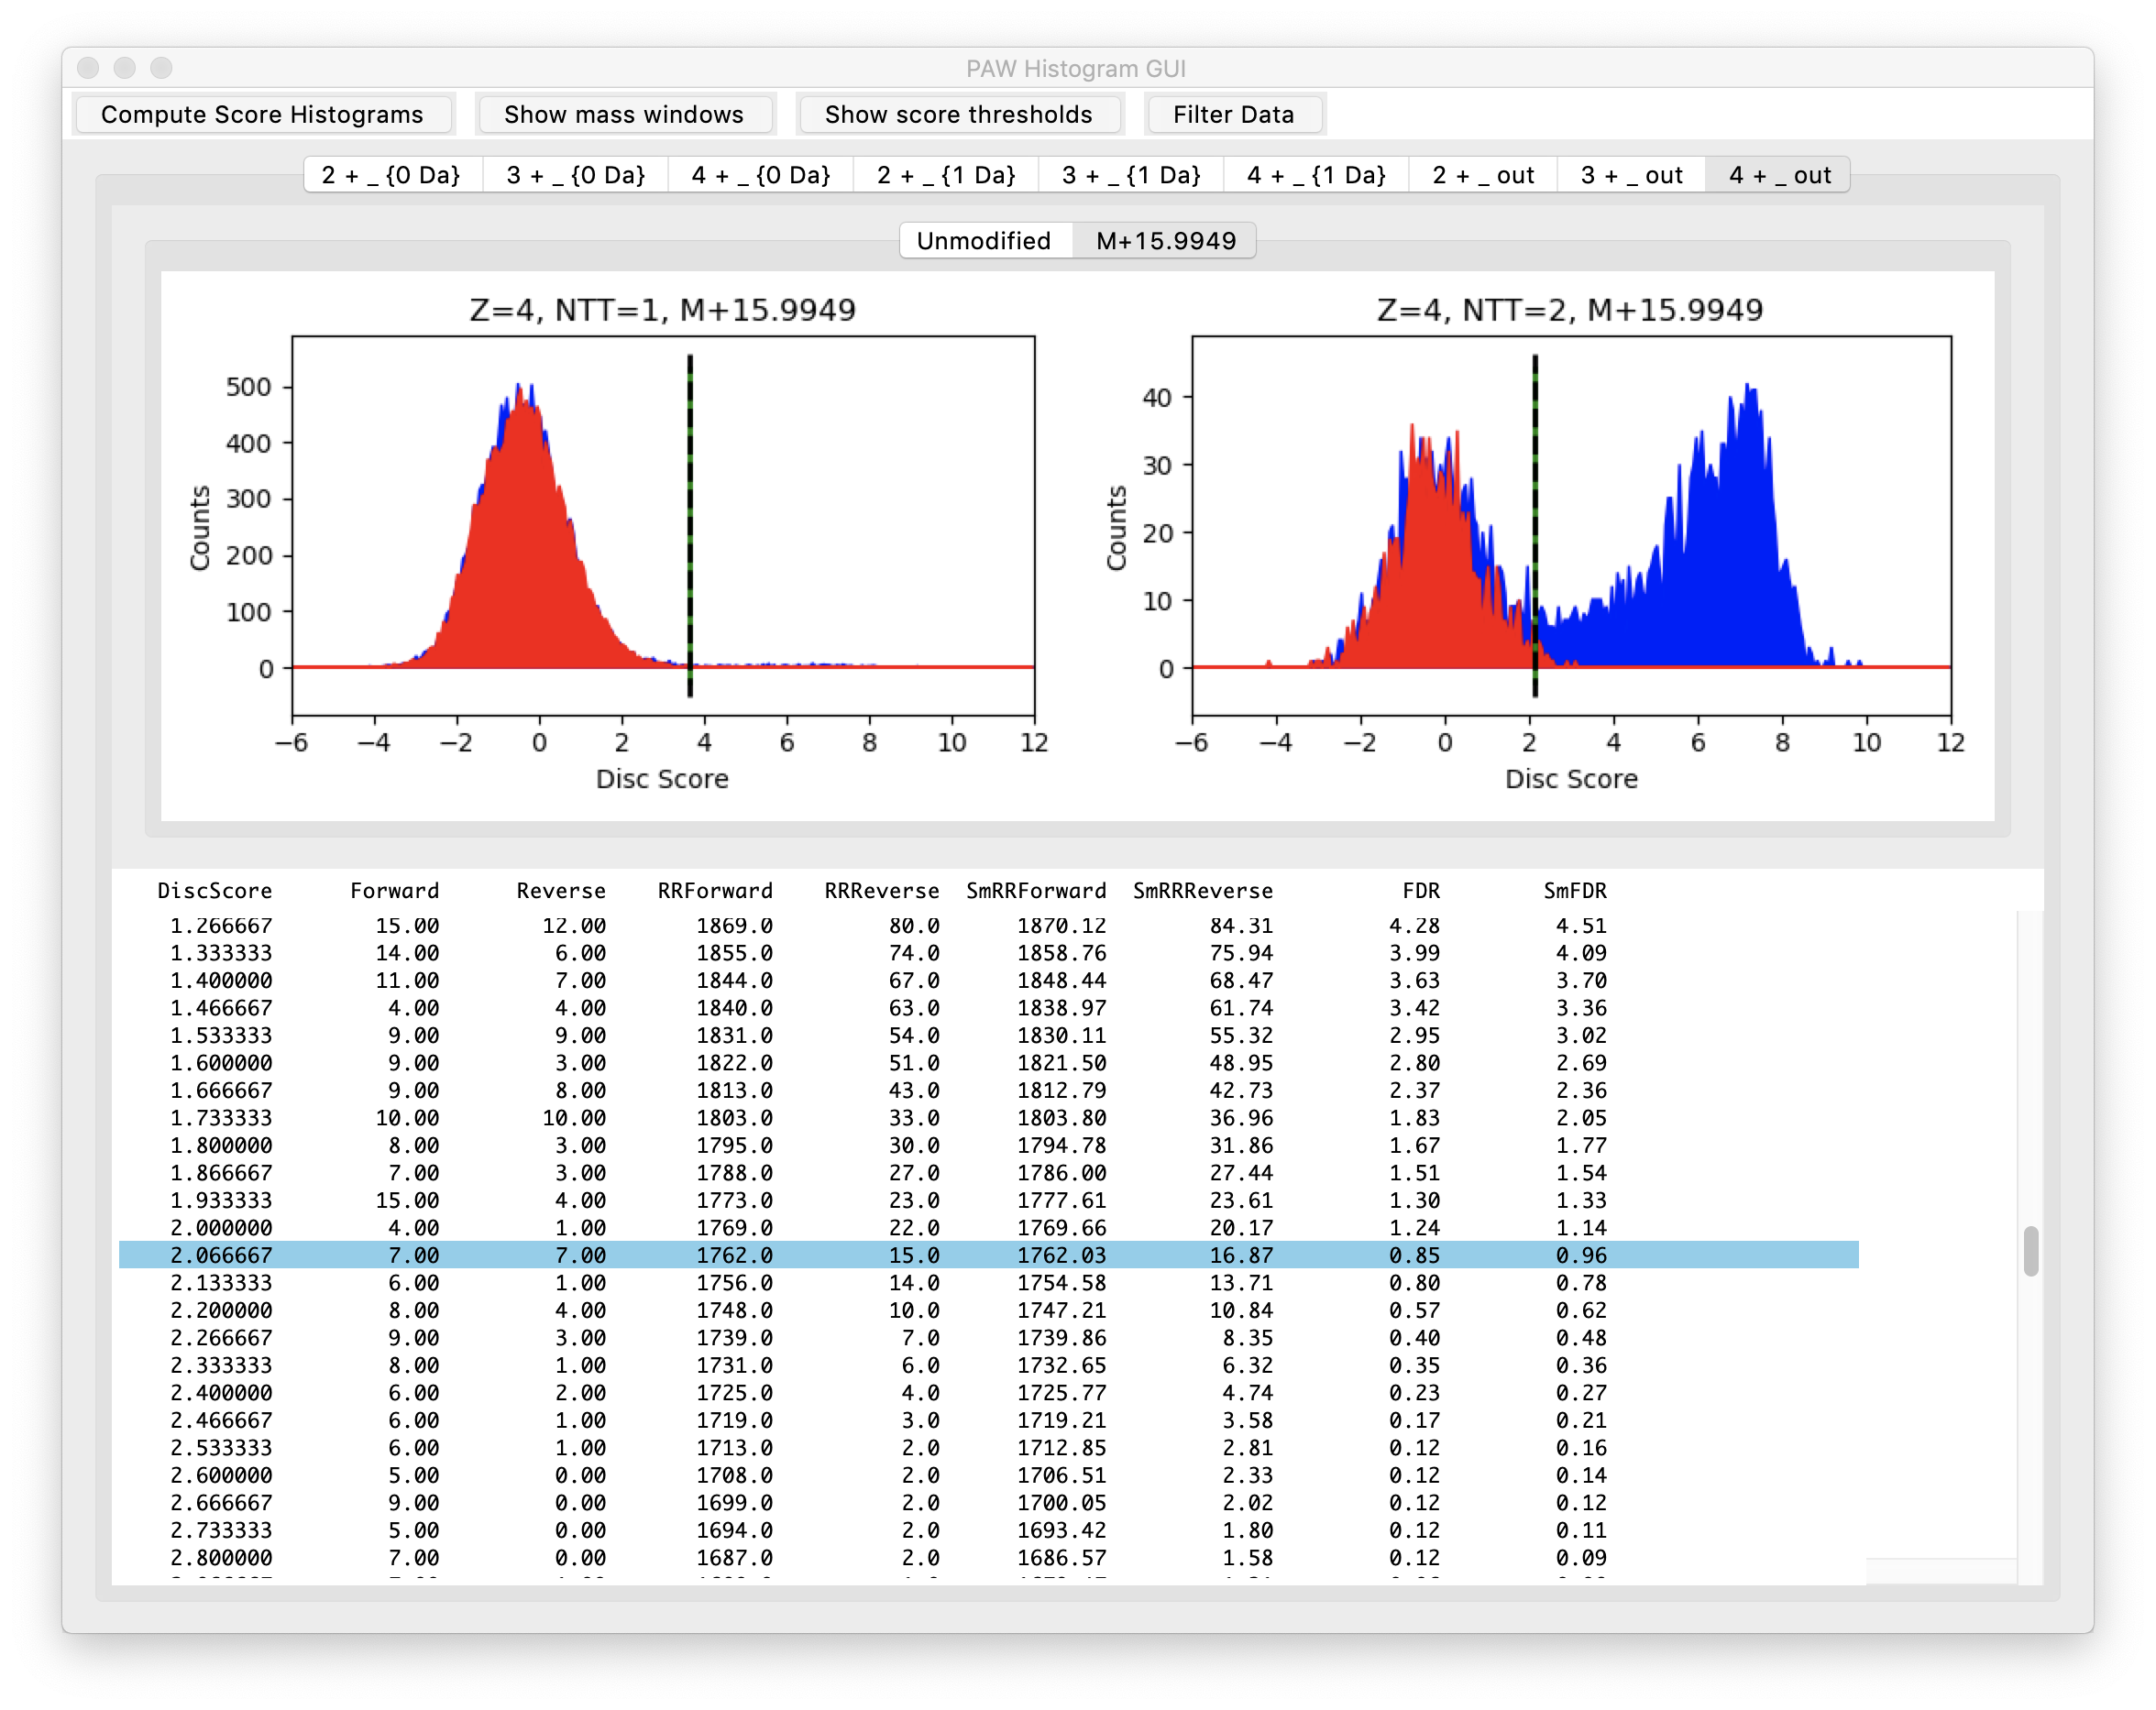 PAW Histogram GUI
Compute Score Histograms Show mass windows Show score thresholds Filter Data
2 + _ {0 Da} 3 + _ {0 Da} 4 + _ {0 Da} 2 + _ {1 Da} 3 + _ {1 Da} 4 + _ {1 Da} 2 + _ out 3 + _ out 4 + _ out
Unmodified M+15.9949
Z=4, NTT=1, M+15.9949
500
400
300
200
100
0
Counts
−6 −4 −2 0 2 4 6 8 10 12
Disc Score
Z=4, NTT=2, M+15.9949
40
30
20
10
0
Counts
−6 −4 −2 0 2 4 6 8 10 12
Disc Score
DiscScore Forward Reverse RRForward RRReverse SmRRForward SmRRReverse FDR SmFDR
1.266667 15.00 12.00 1869.0 80.0 1870.12 84.31 4.28 4.51
1.333333 14.00 6.00 1855.0 74.0 1858.76 75.94 3.99 4.09
1.400000 11.00 7.00 1844.0 67.0 1848.44 68.47 3.63 3.70
1.466667 4.00 4.00 1840.0 63.0 1838.97 61.74 3.42 3.36
1.533333 9.00 9.00 1831.0 54.0 1830.11 55.32 2.95 3.02
1.600000 9.00 3.00 1822.0 51.0 1821.50 48.95 2.80 2.69
1.666667 9.00 8.00 1813.0 43.0 1812.79 42.73 2.37 2.36
1.733333 10.00 10.00 1803.0 33.0 1803.80 36.96 1.83 2.05
1.800000 8.00 3.00 1795.0 30.0 1794.78 31.86 1.67 1.77
1.866667 7.00 3.00 1788.0 27.0 1786.00 27.44 1.51 1.54
1.933333 15.00 4.00 1773.0 23.0 1777.61 23.61 1.30 1.33
2.000000 4.00 1.00 1769.0 22.0 1769.66 20.17 1.24 1.14
2.066667 7.00 7.00 1762.0 15.0 1762.03 16.87 0.85 0.96
2.133333 6.00 1.00 1756.0 14.0 1754.58 13.71 0.80 0.78
2.200000 8.00 4.00 1748.0 10.0 1747.21 10.84 0.57 0.62
2.266667 9.00 3.00 1739.0 7.0 1739.86 8.35 0.40 0.48
2.333333 8.00 1.00 1731.0 6.0 1732.65 6.32 0.35 0.36
2.400000 6.00 2.00 1725.0 4.0 1725.77 4.74 0.23 0.27
2.466667 6.00 1.00 1719.0 3.0 1719.21 3.58 0.17 0.21
2.533333 6.00 1.00 1713.0 2.0 1712.85 2.81 0.12 0.16
2.600000 5.00 0.00 1708.0 2.0 1706.51 2.33 0.12 0.14
2.666667 9.00 0.00 1699.0 2.0 1700.05 2.02 0.12 0.12
2.733333 5.00 0.00 1694.0 2.0 1693.42 1.80 0.12 0.11
2.800000 7.00 0.00 1687.0 2.0 1686.57 1.58 0.12 0.09